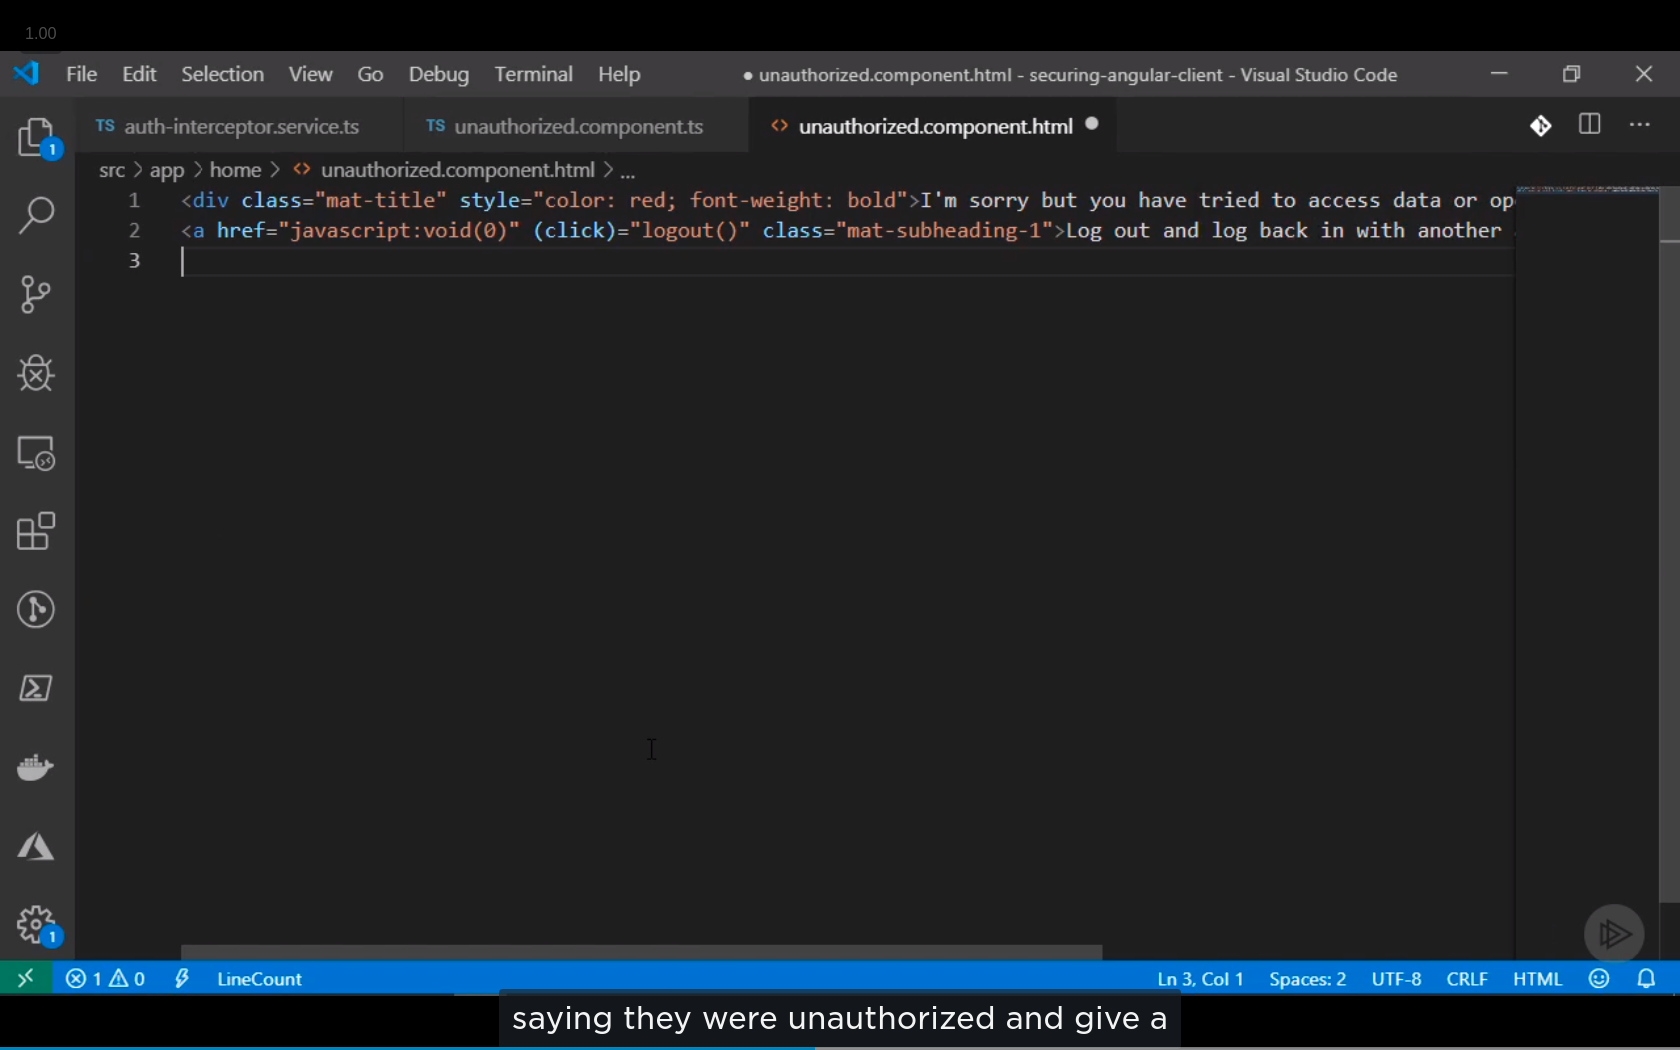 1.00
File Edit Selection View Go Debug Terminal Help ● unauthorized.component.html - securing-angular-client - Visual Studio Code
TS auth-interceptor.service.ts TS unauthorized.component.ts <> unauthorized.component.html
src > app > home > <> unauthorized.component.html > ...
1 <div class="mat-title" style="color: red; font-weight: bold">I'm sorry but you have tried to access data or op
2 <a href="javascript:void(0)" (click)="logout()" class="mat-subheading-1">Log out and log back in with another
3
1
1
1 0 LineCount Ln 3, Col 1 Spaces: 2 UTF-8 CRLF HTML
saying they were unauthorized and give a